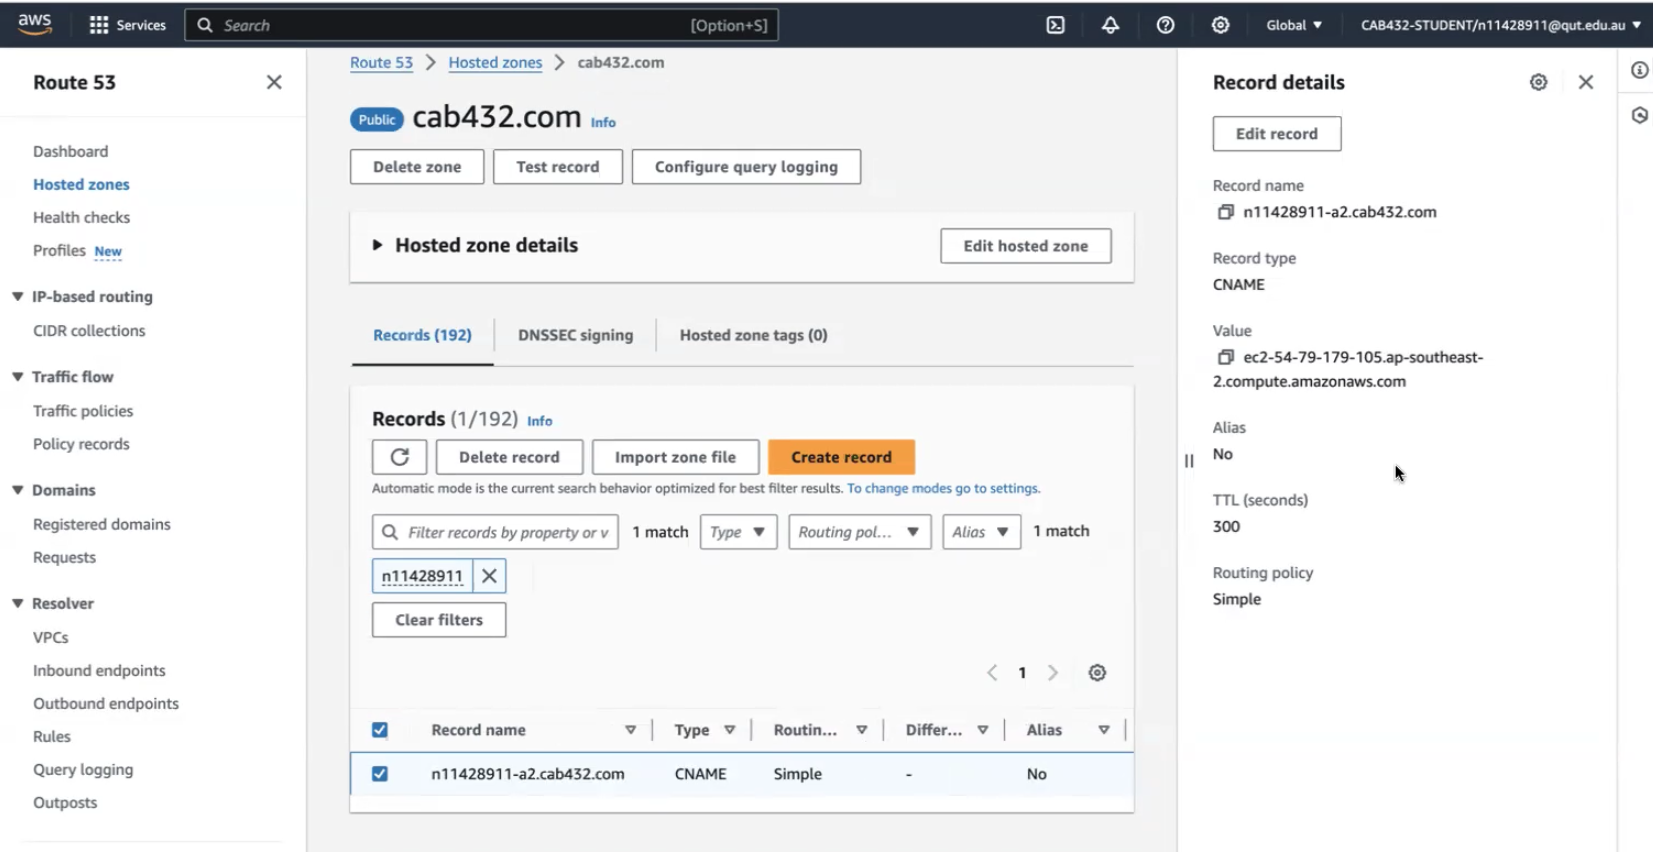 aws
Services
Search
[Option+S]
Global
CAB432-STUDENT/n11428911@qut.edu.au
Route 53
Dashboard
Hosted zones
Health checks
Profiles New
IP-based routing
CIDR collections
Traffic flow
Traffic policies
Policy records
Domains
Registered domains
Requests
Resolver
VPCs
Inbound endpoints
Outbound endpoints
Rules
Query logging
Outposts
Route 53 > Hosted zones > cab432.com
Public cab432.com Info
Delete zone
Test record
Configure query logging
Hosted zone details
Edit hosted zone
Records (192)
DNSSEC signing
Hosted zone tags (0)
Records (1/192) Info
Delete record
Import zone file
Create record
Automatic mode is the current search behavior optimized for best filter results. To change modes go to settings.
Filter records by property or v
1 match
Type
Routing pol...
Alias
1 match
n11428911
Clear filters
1
Record name
Type
Routin...
Differ...
Alias
n11428911-a2.cab432.com
CNAME
Simple
-
No
Record details
Edit record
Record name
n11428911-a2.cab432.com
Record type
CNAME
Value
ec2-54-79-179-105.ap-southeast-
2.compute.amazonaws.com
Alias
No
TTL (seconds)
300
Routing policy
Simple